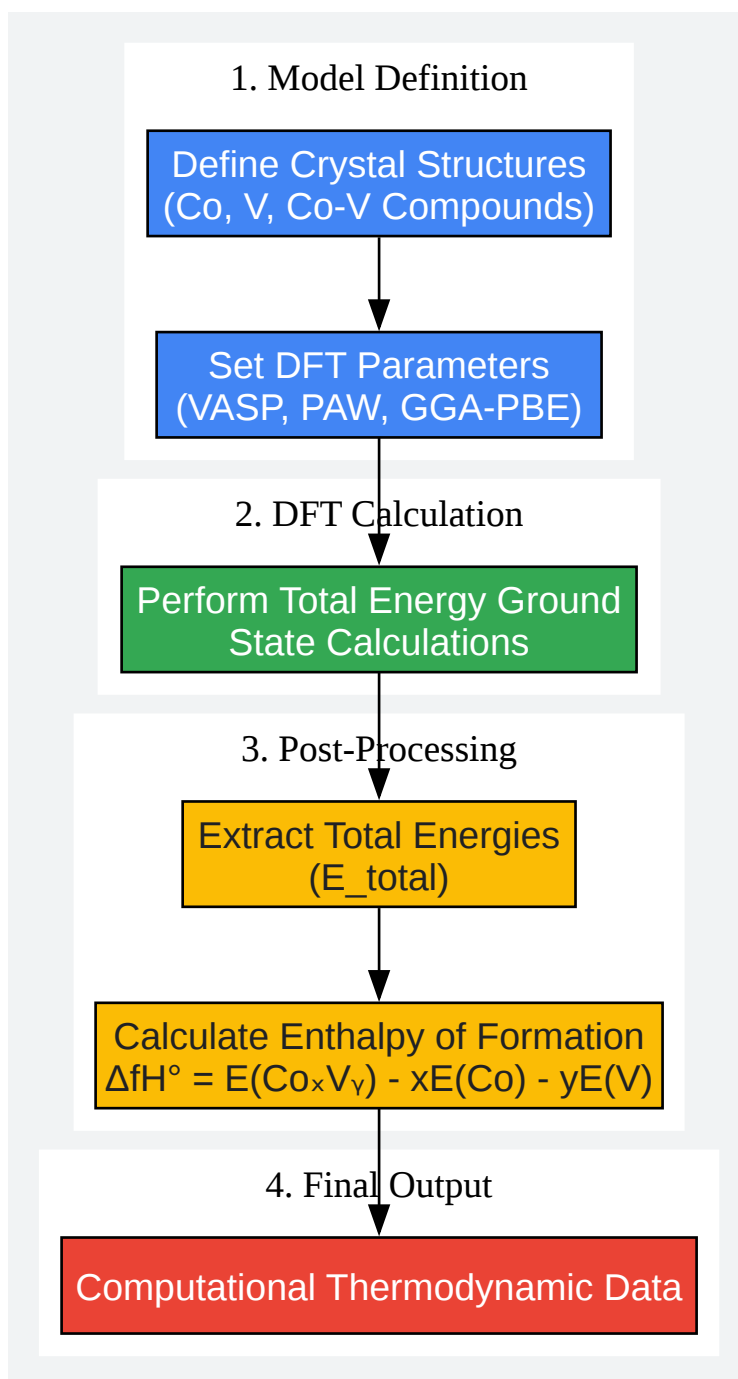 1. Model Definition
Define Crystal Structures
(Co, V, Co-V Compounds)
Set DFT Parameters
(VASP, PAW, GGA-PBE)
2. DFT Calculation
Perform Total Energy Ground
State Calculations
3. Post-Processing
Extract Total Energies
(E_total)
Calculate Enthalpy of Formation
ΔfH° = E(CoₓVᵧ) - xE(Co) - yE(V)
4. Final Output
Computational Thermodynamic Data